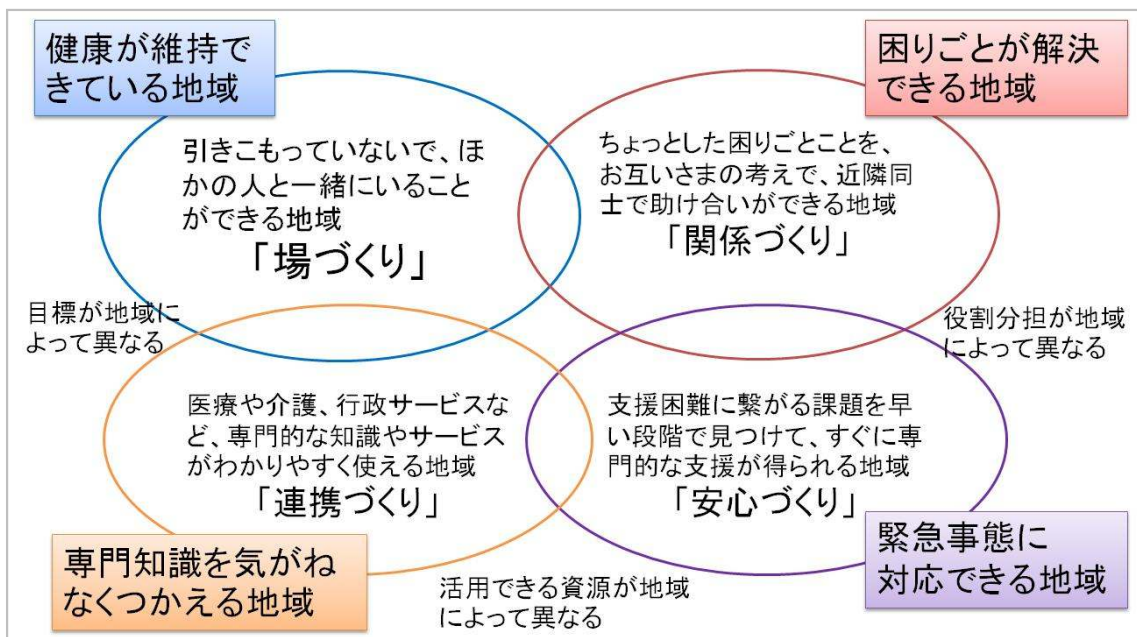 健康が維持で
きている地域
困りごとが解決
できる地域
引きこもっていないで、ほ
かの人と一緒にいること
ができる地域
「場づくり」
ちょっとした困りごとことを、
お互いさまの考えで、近隣同
士で助け合いができる地域
「関係づくり」
目標が地域に
よって異なる
役割分担が地域
によって異なる
医療や介護、行政サービスな
ど、専門的な知識やサービス
がわかりやすく使える地域
「連携づくり」
支援困難に繋がる課題を早
い段階で見つけて、すぐに専
門的な支援が得られる地域
「安心づくり」
専門知識を気がね
なくつかえる地域
活用できる資源が地域
によって異なる
緊急事態に
対応できる地域